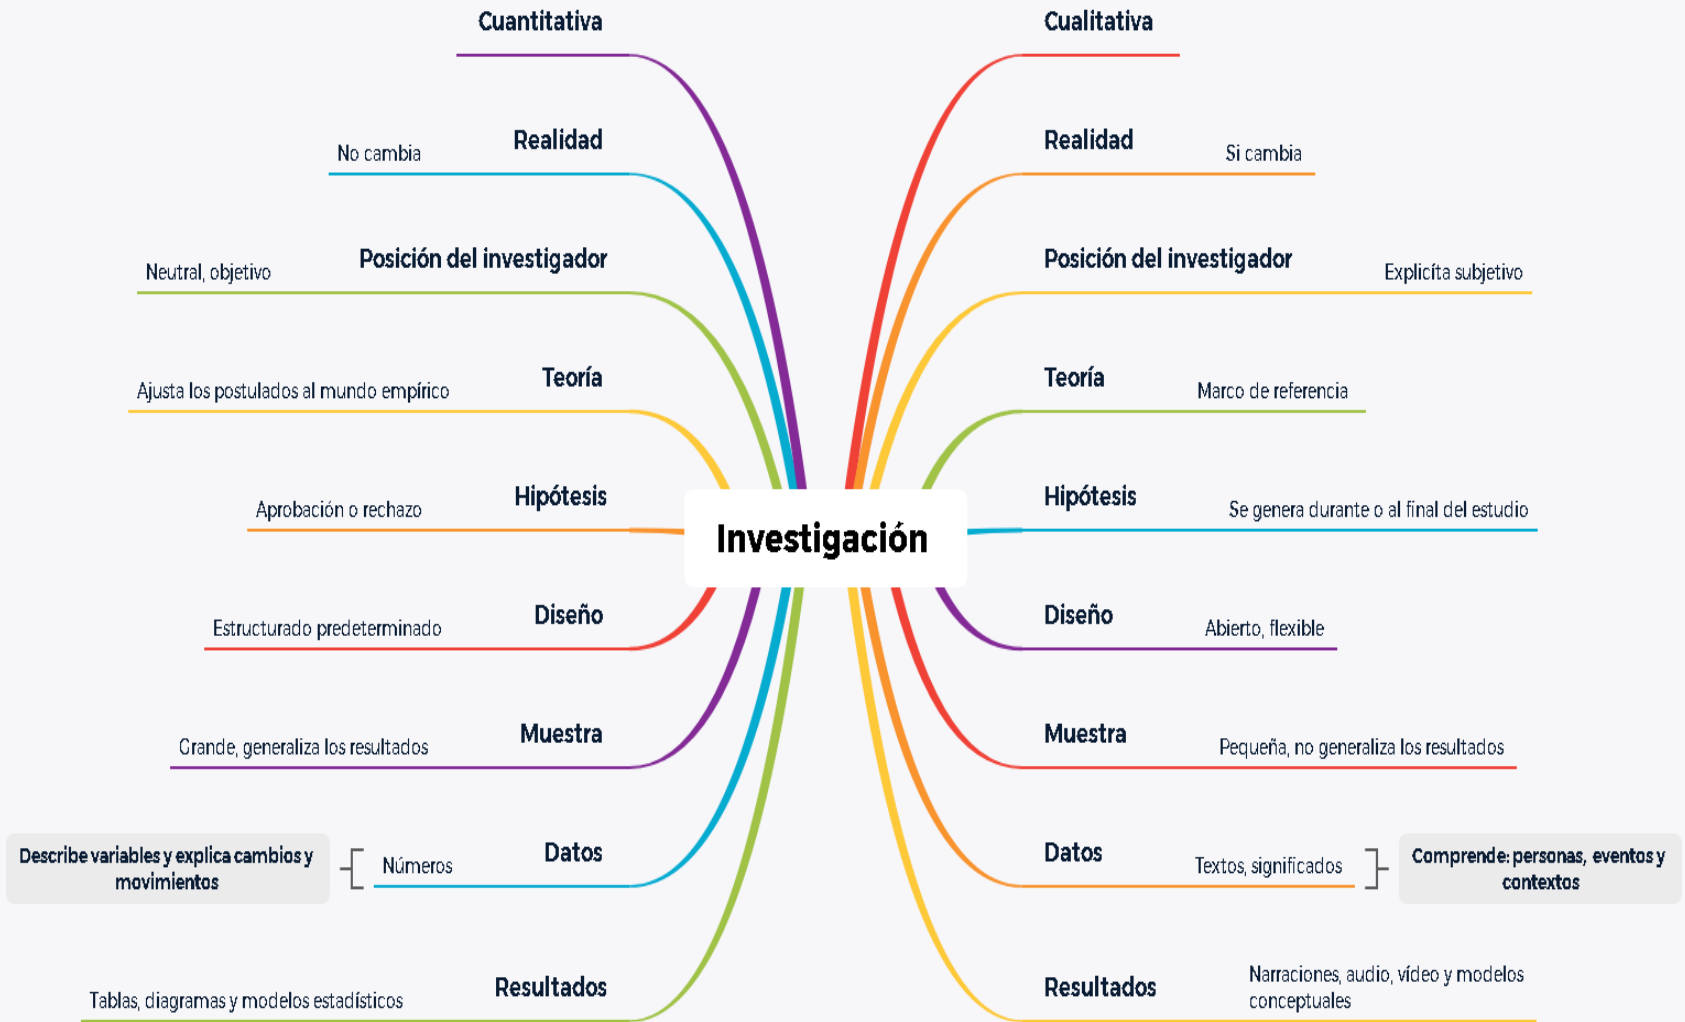 Cuantitativa
Realidad
No cambia
Posición del investigador
Neutral, objetivo
Teoría
Ajusta los postulados al mundo empírico
Hipótesis
Aprobación o rechazo
Diseño
Estructurado predeterminado
Muestra
Grande, generaliza los resultados
Datos
Números
Describe variables y explica cambios y
movimientos
Resultados
Tablas, diagramas y modelos estadísticos
Investigación
Cualitativa
Realidad
Si cambia
Posición del investigador
Explicíta subjetivo
Teoría
Marco de referencia
Hipótesis
Se genera durante o al final del estudio
Diseño
Abierto, flexible
Muestra
Pequeña, no generaliza los resultados
Datos
Textos, significados
Comprende: personas, eventos y
contextos
Resultados
Narraciones, audio, vídeo y modelos
conceptuales